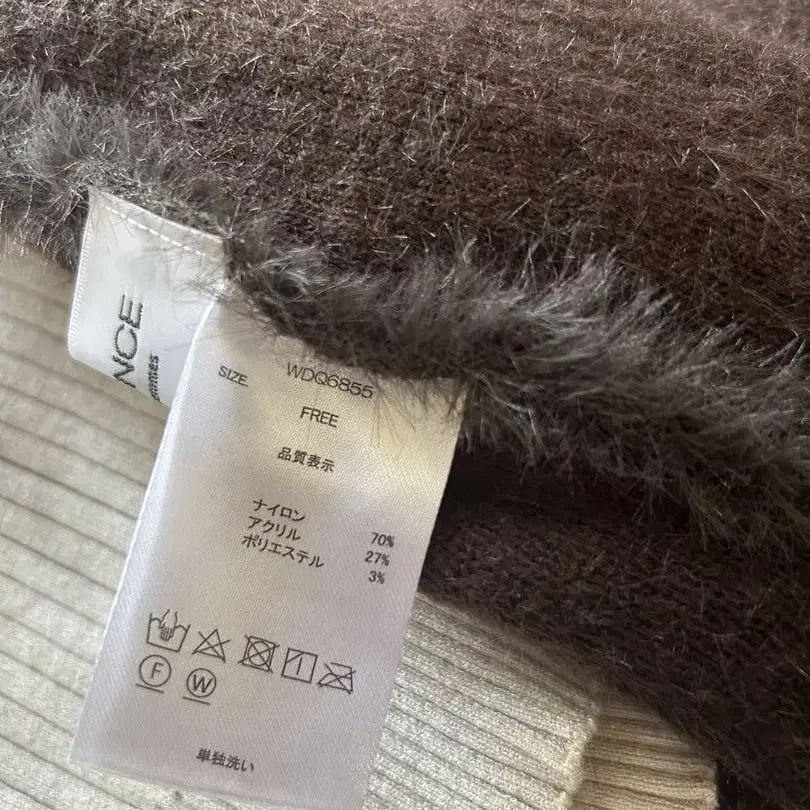 NCE
SIZE
WDQ6855
FREE
品質表示
ナイロン 70%
アクリル 27%
ポリエステル 3%
F W
単独洗い